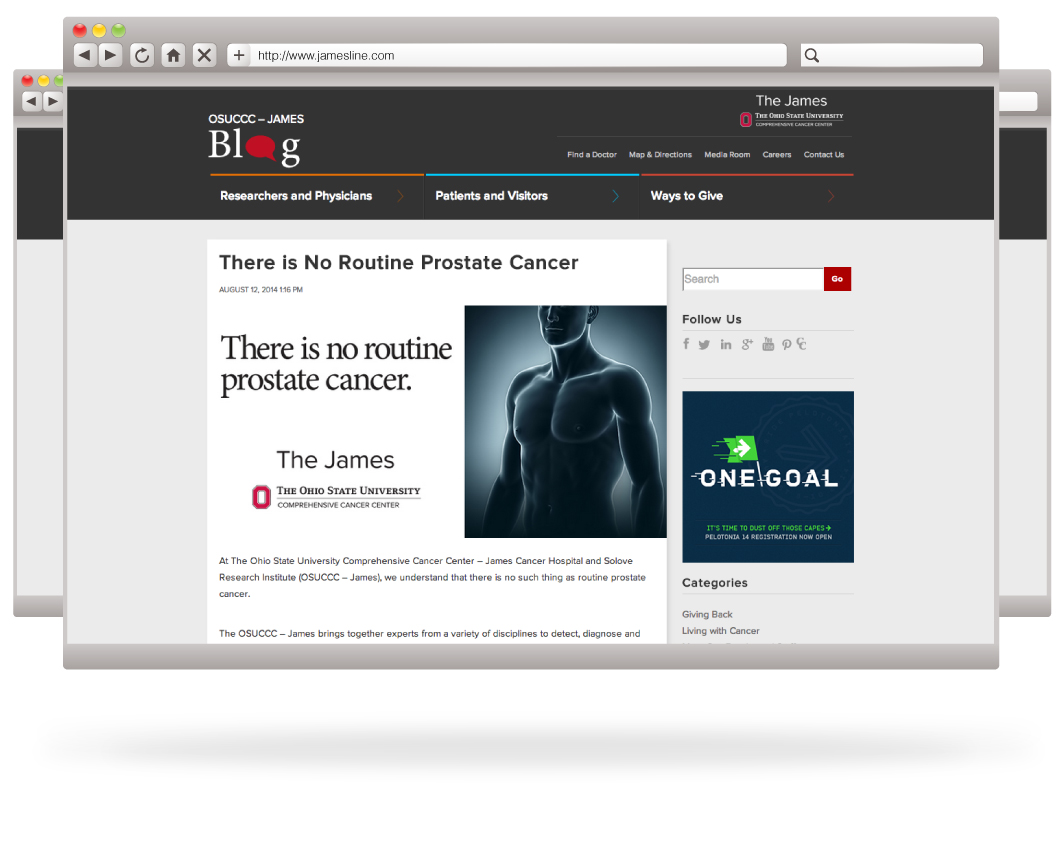 http://www.jamesline.com
The James
THE OHIO STATE UNIVERSITY
COMPREHENSIVE CANCER CENTER
OSUCCC – JAMES
Blog
Find a Doctor Map & Directions Media Room Careers Contact Us
Researchers and Physicians Patients and Visitors Ways to Give
There is No Routine Prostate Cancer
AUGUST 12, 2014 1:16 PM
There is no routine
prostate cancer.
The James
THE OHIO STATE UNIVERSITY
COMPREHENSIVE CANCER CENTER
At The Ohio State University Comprehensive Cancer Center – James Cancer Hospital and Solove
Research Institute (OSUCCC – James), we understand that there is no such thing as routine prostate
cancer.
The OSUCCC – James brings together experts from a variety of disciplines to detect, diagnose and
Search Go
Follow Us
ONE GOAL
IT'S TIME TO DUST OFF THOSE CAPES
PELOTONIA 14 REGISTRATION NOW OPEN
Categories
Giving Back
Living with Cancer